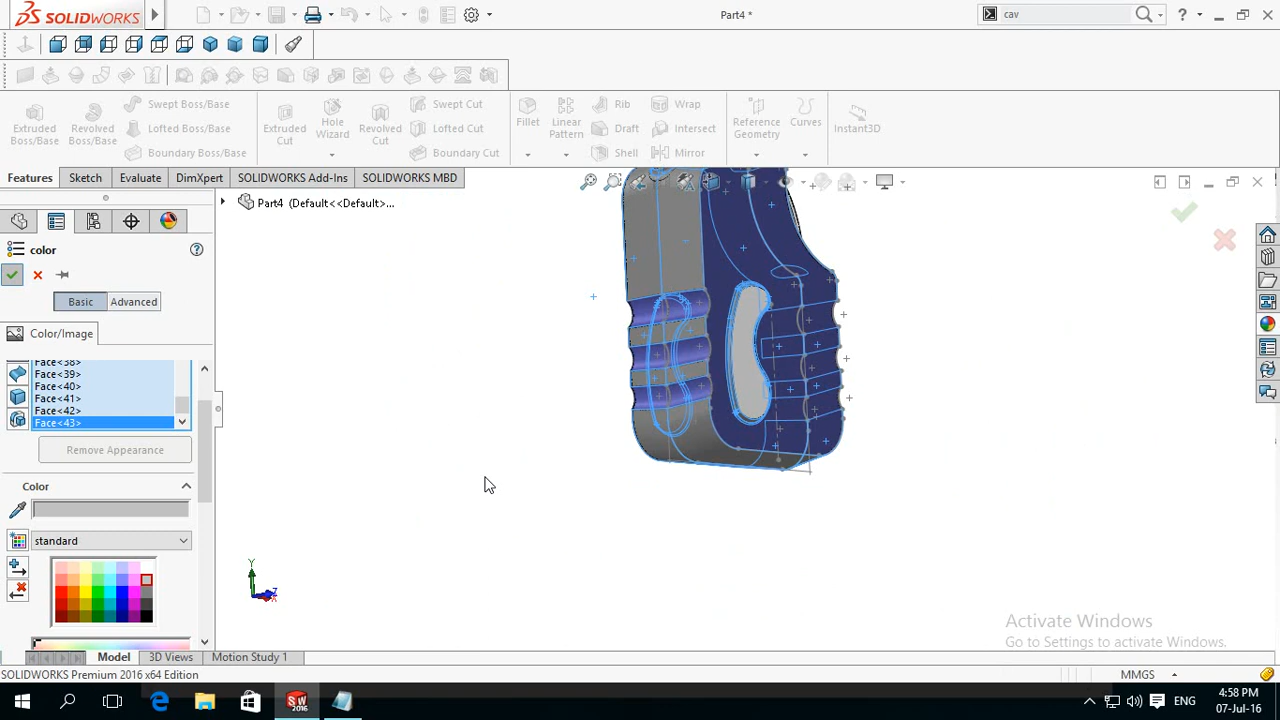 SOLIDWORKS
Part4 *
cav
?
Extruded Boss/Base
Revolved Boss/Base
Swept Boss/Base
Lofted Boss/Base
Boundary Boss/Base
Extruded Cut
Hole Wizard
Revolved Cut
Swept Cut
Lofted Cut
Boundary Cut
Fillet
Linear Pattern
Rib
Draft
Shell
Wrap
Intersect
Mirror
Reference Geometry
Curves
Instant3D
Features
Sketch
Evaluate
DimXpert
SOLIDWORKS Add-Ins
SOLIDWORKS MBD
Part4 (Default<<Default>...
color
?
Basic
Advanced
Color/Image
Face<38>
Face<39>
Face<40>
Face<41>
Face<42>
Face<43>
Remove Appearance
Color
standard
Y
Activate Windows
Go to Settings to activate Windows.
Model
3D Views
Motion Study 1
SOLIDWORKS Premium 2016 x64 Edition
MMGS
SW
2016
ENG
4:58 PM
07-Jul-16